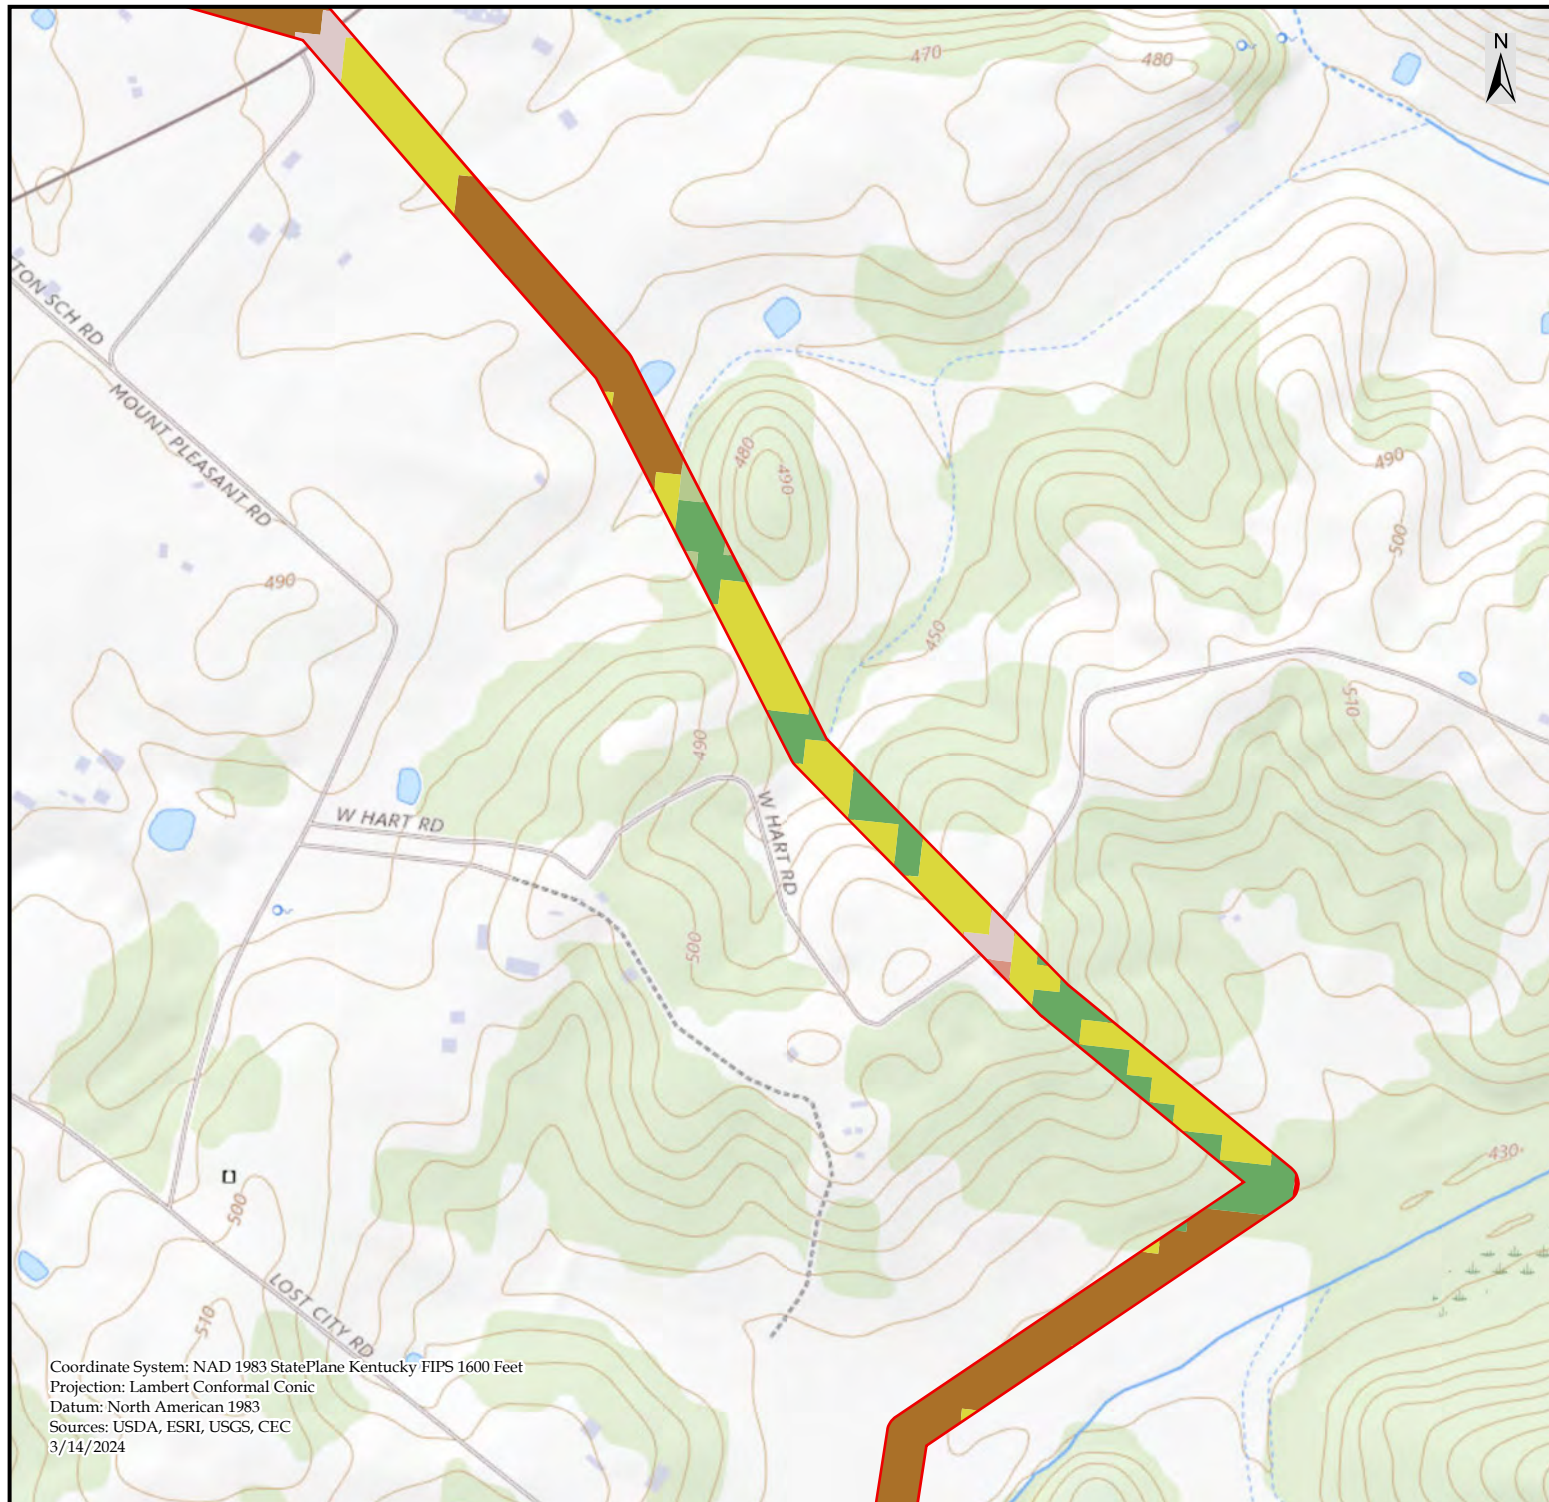 N
470
480
TON SCH RD
MOUNT PLEASANT RD
480
490
490
500
490
450
510
490
W HART RD
W HART RD
500
430
500
510
LOST CITY RD
Coordinate System: NAD 1983 StatePlane Kentucky FIPS 1600 Feet
Projection: Lambert Conformal Conic
Datum: North American 1983
Sources: USDA, ESRI, USGS, CEC
3/14/2024